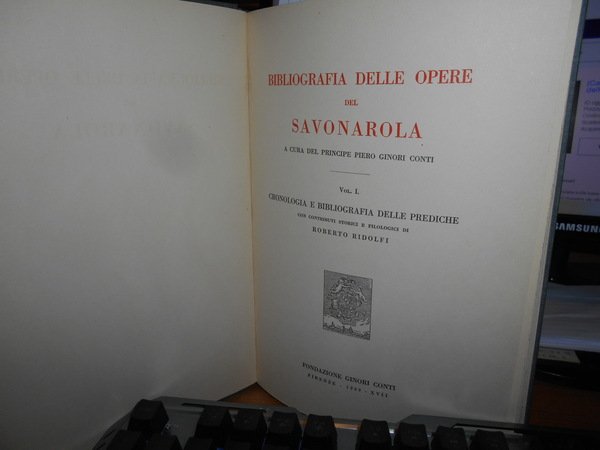 BIBLIOGRAFIA DELLE OPERE
DEL
SAVONAROLA
A CURA DEL PRINCIPE PIERO GINORI CONTI
VOL. I.
CRONOLOGIA E BIBLIOGRAFIA DELLE PREDICHE
CON CONTRIBUTI STORICI E FILOLOGICI DI
ROBERTO RIDOLFI
FONDAZIONE GINORI CONTI
FIRENZE - 1939 - XVII
SAMSUNG